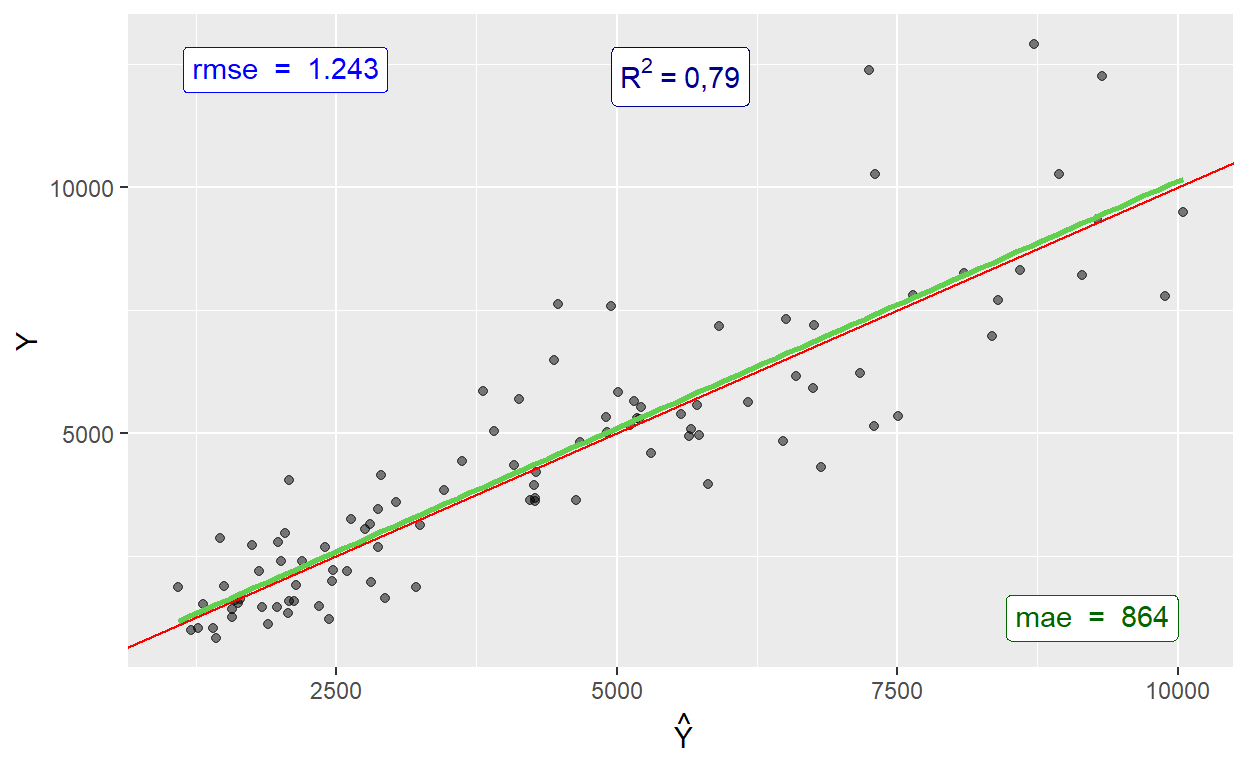 rmse = 1.243
R² = 0,79
10000
Y
5000
mae = 864
2500 5000 7500 10000
Ŷ